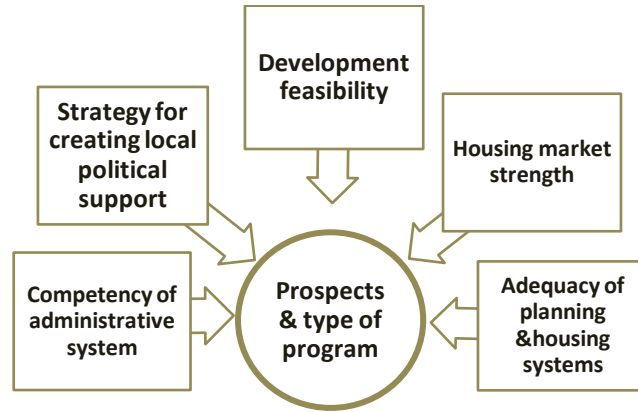 Development
feasibility
Strategy for
creating local
political
support
Housing market
strength
Competency of
administrative
system
Prospects
& type of
program
Adequacy of
planning
&housing
systems